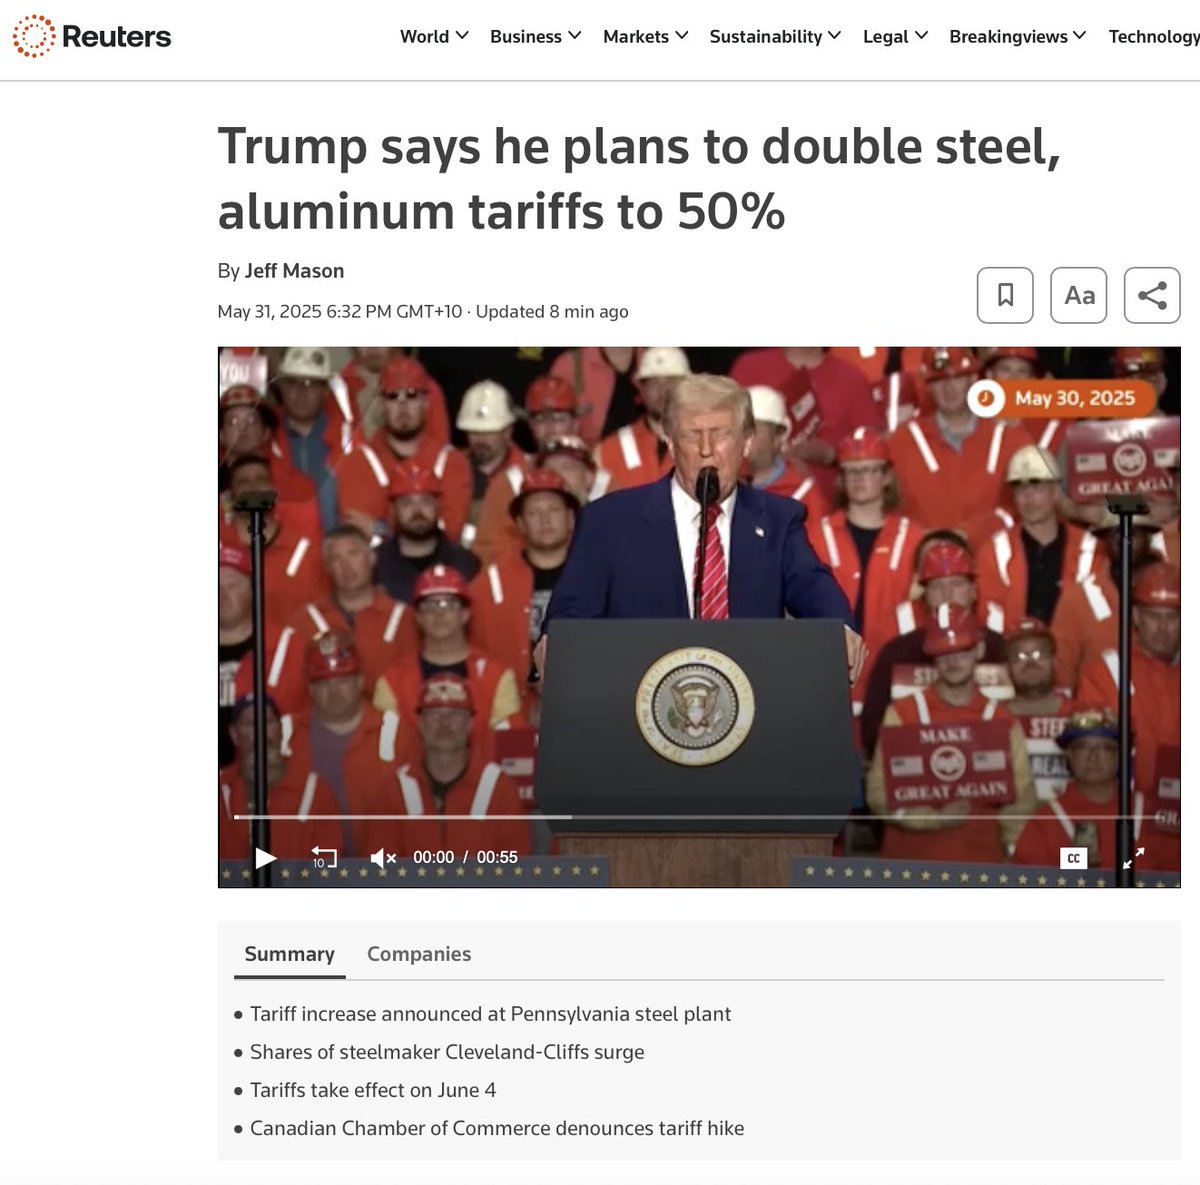 Reuters
World Business Markets Sustainability Legal Breakingviews Technology
Trump says he plans to double steel,
aluminum tariffs to 50%
By Jeff Mason
May 31, 2025 6:32 PM GMT+10 · Updated 8 min ago
Aa
YOU
May 30, 2025
GREAT AGAI
MAKE
GREAT AGAIN
10
00:00 / 00:55
CC
Summary Companies
• Tariff increase announced at Pennsylvania steel plant
• Shares of steelmaker Cleveland-Cliffs surge
• Tariffs take effect on June 4
• Canadian Chamber of Commerce denounces tariff hike